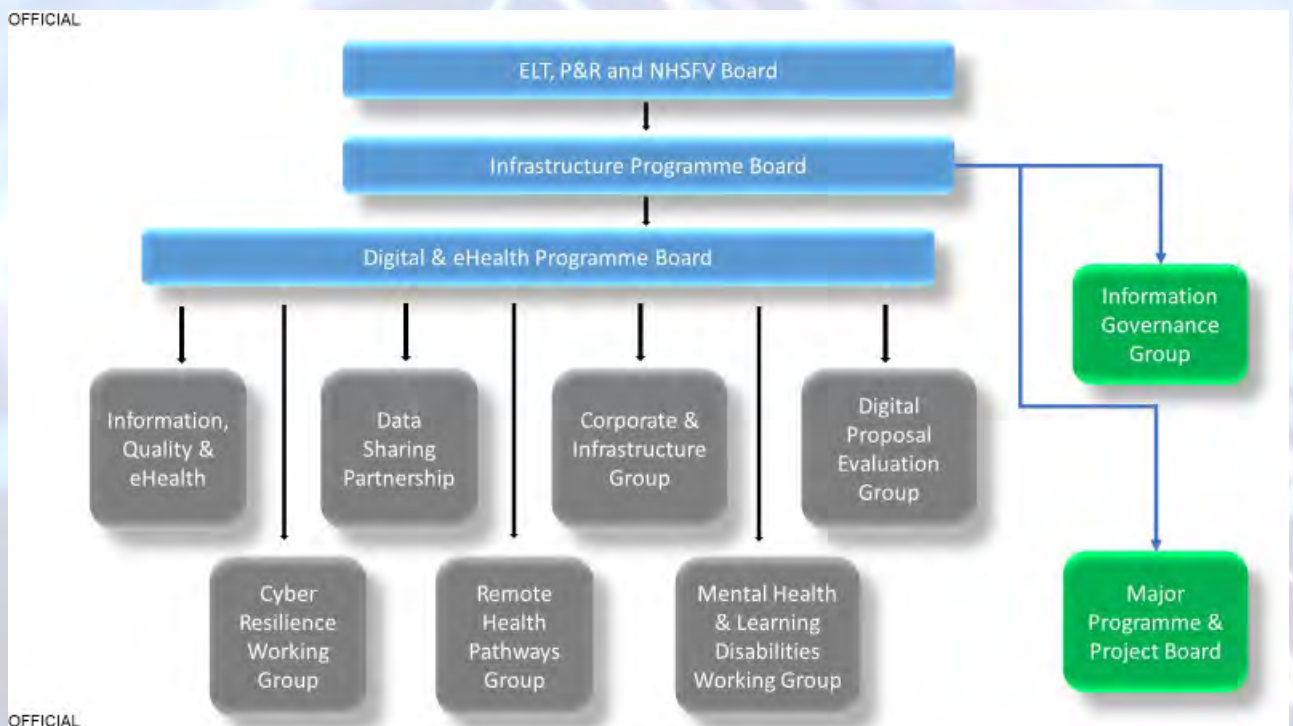 OFFICIAL
ELT, P&R and NHSFV Board
Infrastructure Programme Board
Digital & eHealth Programme Board
Information
Governance
Group
Information,
Quality &
eHealth
Data
Sharing
Partnership
Corporate &
Infrastructure
Group
Digital
Proposal
Evaluation
Group
Cyber
Resilience
Working
Group
Remote
Health
Pathways
Group
Mental Health
& Learning
Disabilities
Working Group
Major
Programme &
Project Board
OFFICIAL